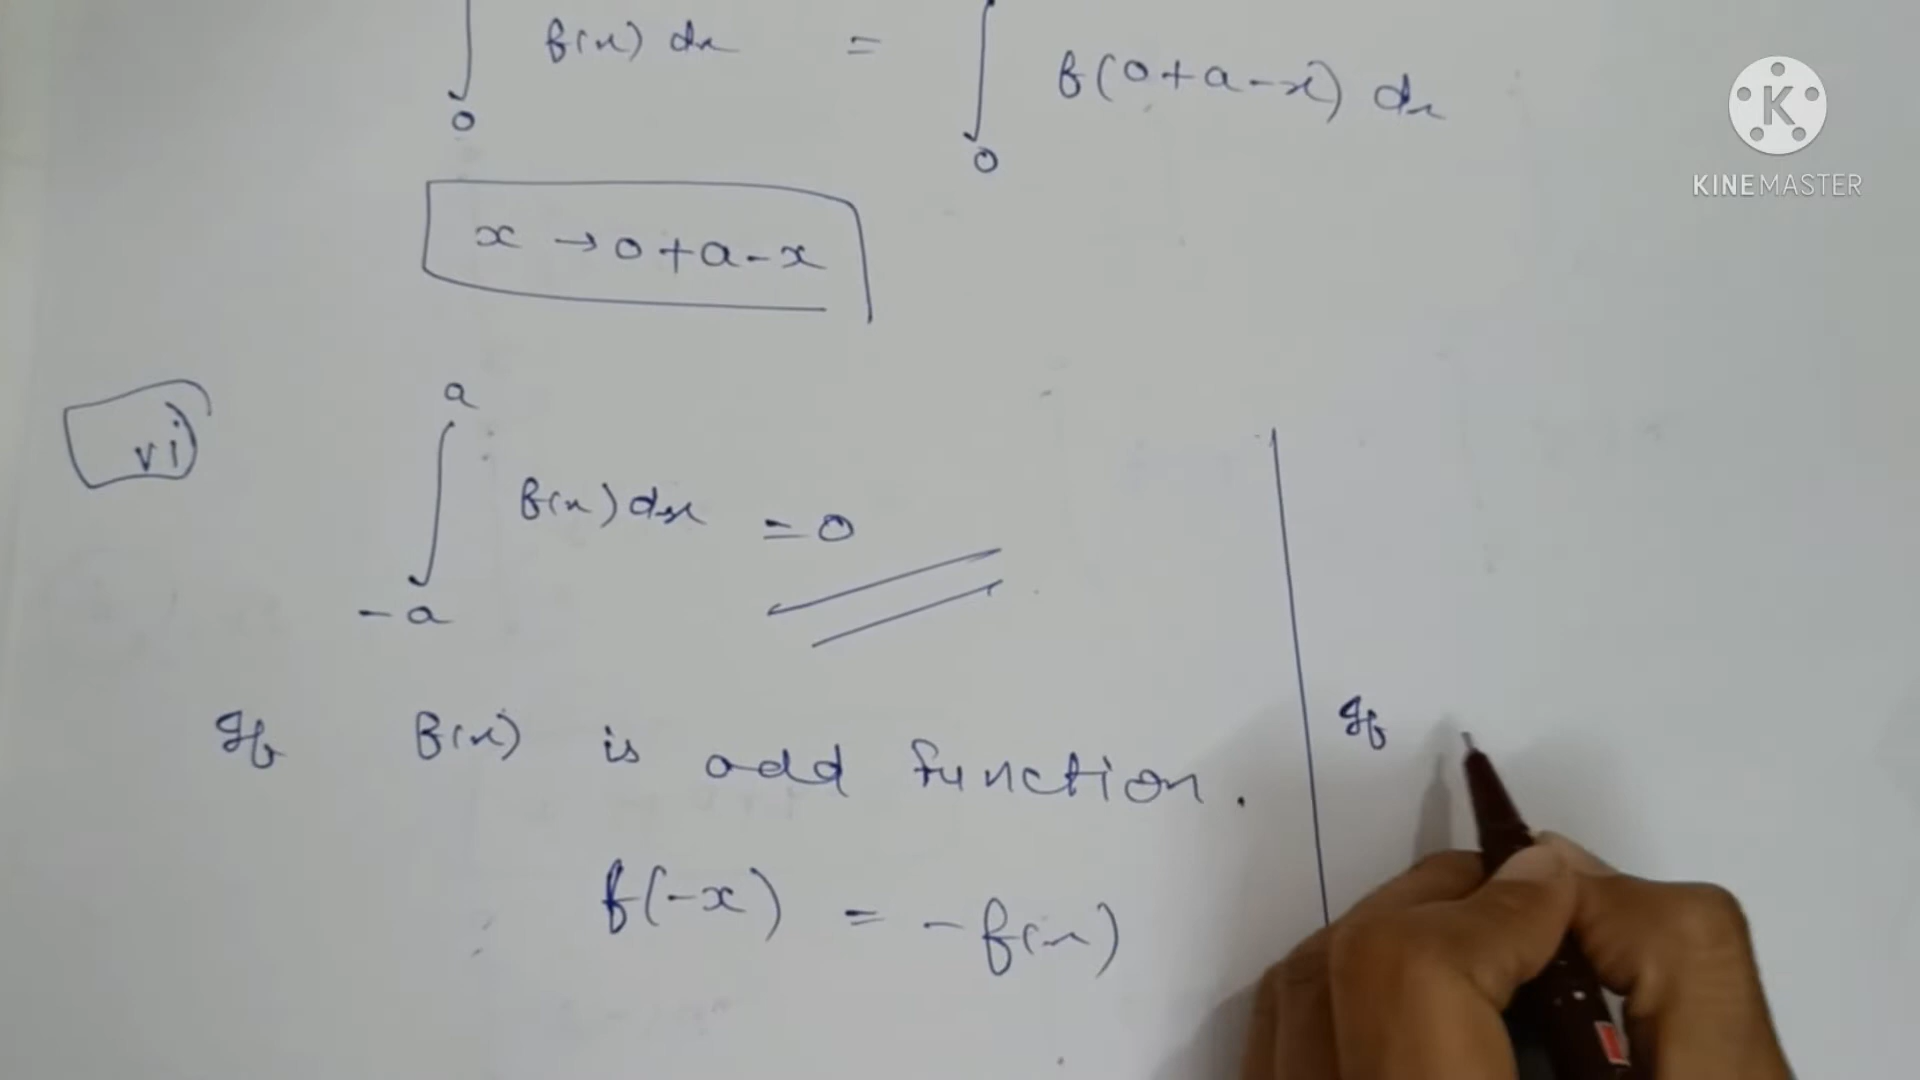 ∫₀ f(x) dx = ∫₀ f(0+a-x) dx
x → 0+a-x
vi) ∫₋ₐᵃ f(x) dx = 0
If f(x) is odd function.
f(-x) = -f(x)
If
K
KINEMASTER